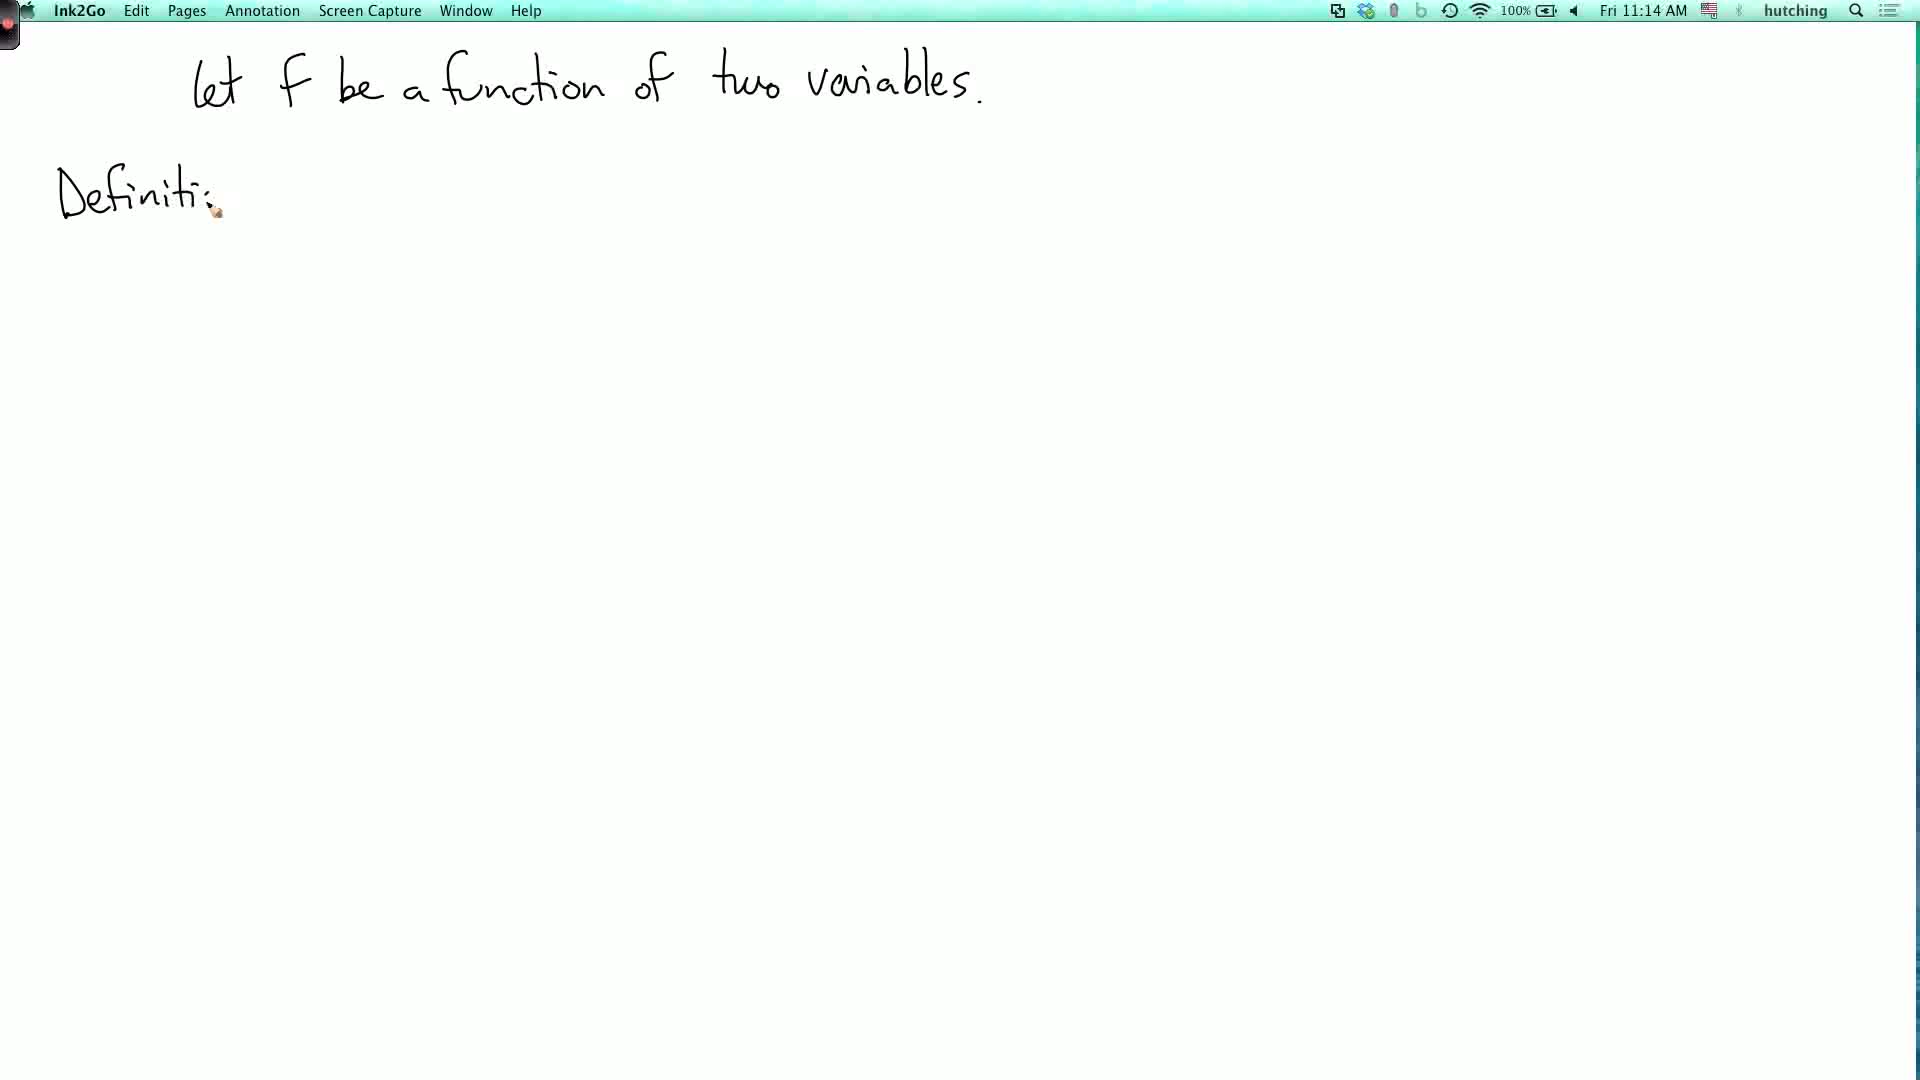 Ink2Go Edit Pages Annotation Screen Capture Window Help 100% Fri 11:14 AM hutching
Let f be a function of two variables.
Definiti